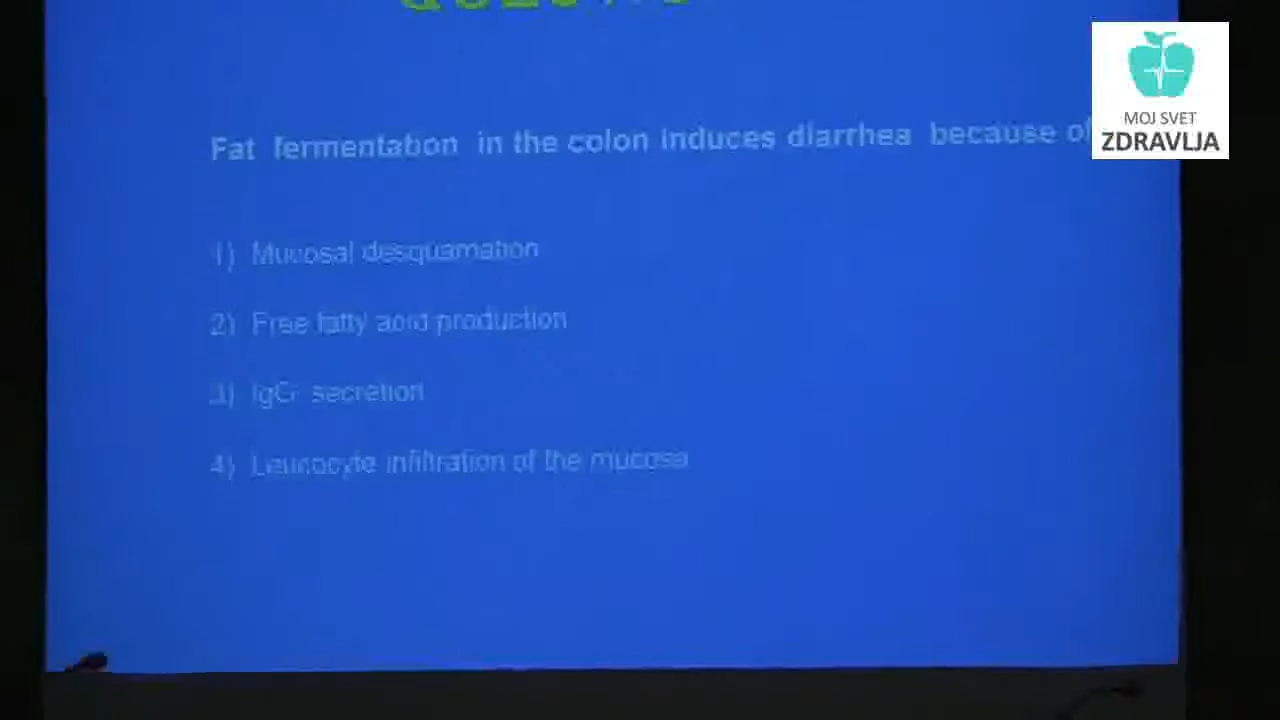 Fat fermentation in the colon induces diarrhea because of
MOJ SVET
ZDRAVLJA
1) Mucosal desquamation
2) Free fatty acid production
3) IgG secretion
4) Leucocyte infiltration of the mucosa